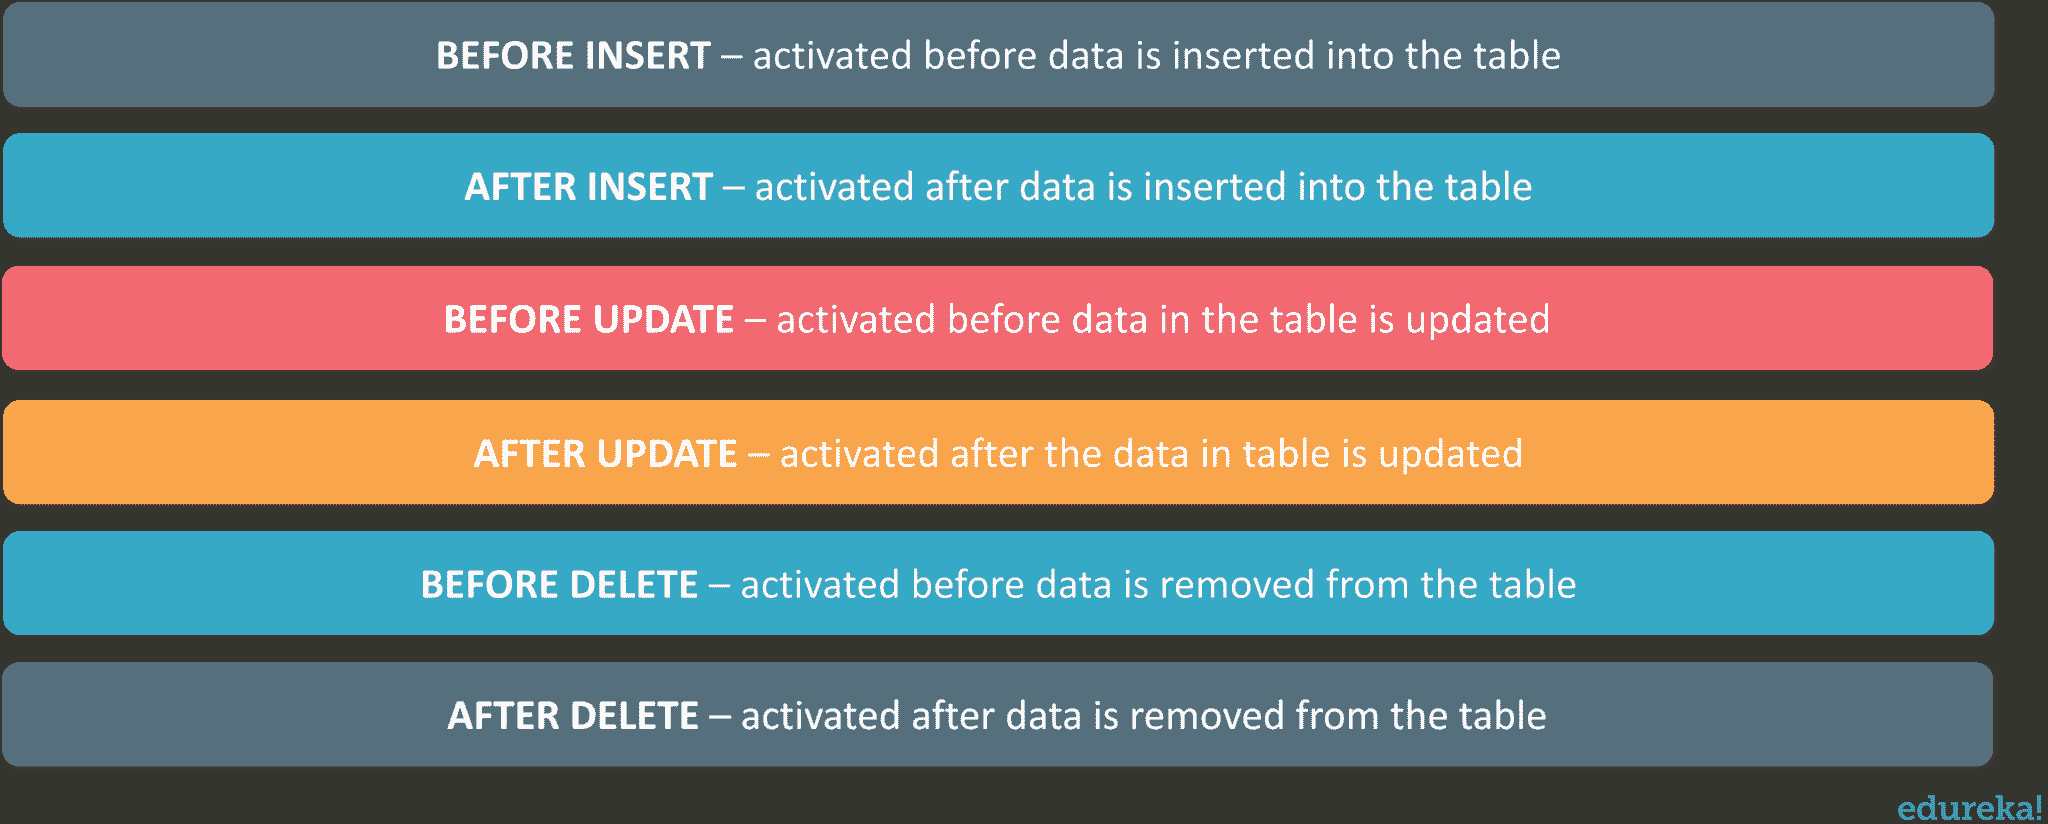 BEFORE INSERT – activated before data is inserted into the table
AFTER INSERT – activated after data is inserted into the table
BEFORE UPDATE – activated before data in the table is updated
AFTER UPDATE – activated after the data in table is updated
BEFORE DELETE – activated before data is removed from the table
AFTER DELETE – activated after data is removed from the table
edureka!